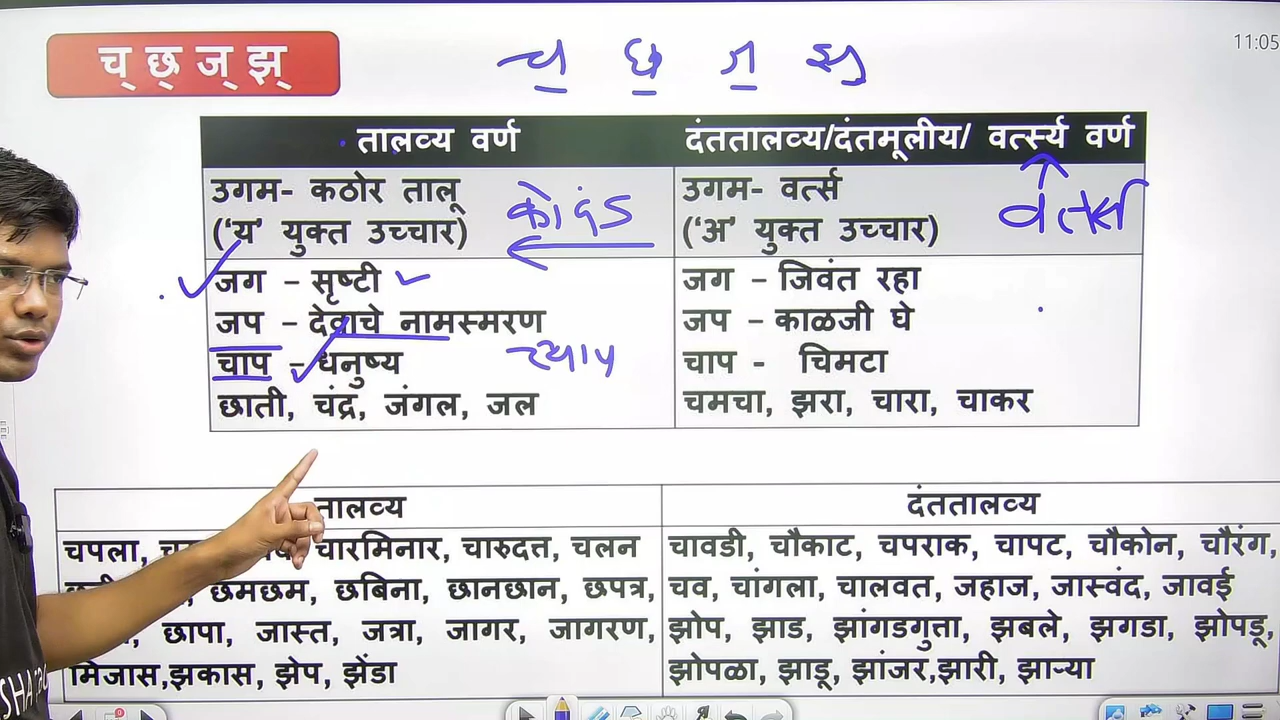 च् छ् ज् झ्
च छ ज झ
11:05
तालव्य वर्ण
दंततालव्य/दंतमूलीय/ वर्त्स्य वर्ण
उगम- कठोर तालू
(‘य’ युक्त उच्चार)
कोदंड
उगम- वर्त्स
(‘अ’ युक्त उच्चार)
वर्त्स
जग – सृष्टी
जग – जिवंत रहा
जप – देवाचे नामस्मरण
जप – काळजी घे
चाप – धनुष्य
च्याप
चाप - चिमटा
छाती, चंद्र, जंगल, जल
चमचा, झरा, चारा, चाकर
तालव्य
दंततालव्य
चपला, चारमिनार, चारुदत्त, चलन
चावडी, चौकाट, चपराक, चापट, चौकोन, चौरंग,
छमछम, छबिना, छानछान, छपत्र,
चव, चांगला, चालवत, जहाज, जास्वंद, जावई
छापा, जास्त, जत्रा, जागर, जागरण,
झोप, झाड, झांगडगुत्ता, झबले, झगडा, झोपडू,
मिजास,झकास, झेप, झेंडा
झोपळा, झाडू, झांजर,झारी, झाऱ्या